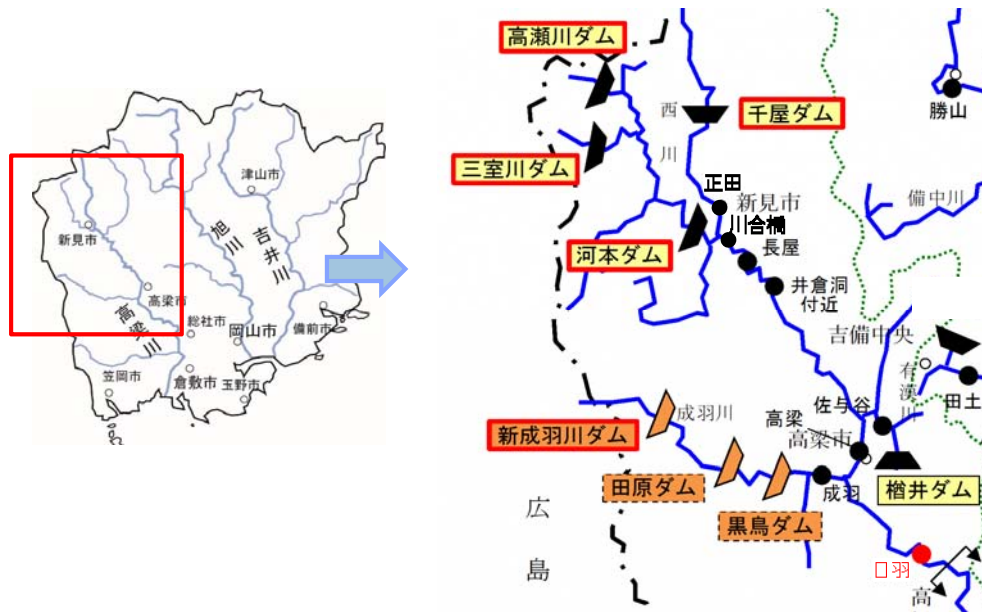 津山市
新見市
旭川
吉井川
高梁市
高梁川
総社市
岡山市
備前市
笠岡市
倉敷市
玉野市
高瀬川ダム
千屋ダム
勝山
西川
三室川ダム
正田
新見市
備中川
川合橋
河本ダム
長屋
井倉洞
付近
吉備中央
有漢川
田土
佐与谷
成羽川
高梁
高梁市
新成羽川ダム
田原ダム
成羽
楢井ダム
黒鳥ダム
広島
□羽
高